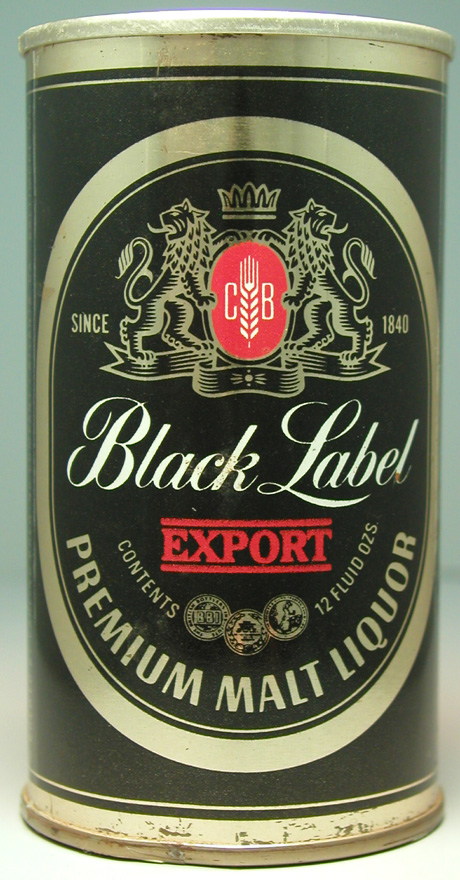 C B
SINCE 1840
Black Label
EXPORT
CONTENTS 12 FLUID OZS.
PREMIUM MALT LIQUOR